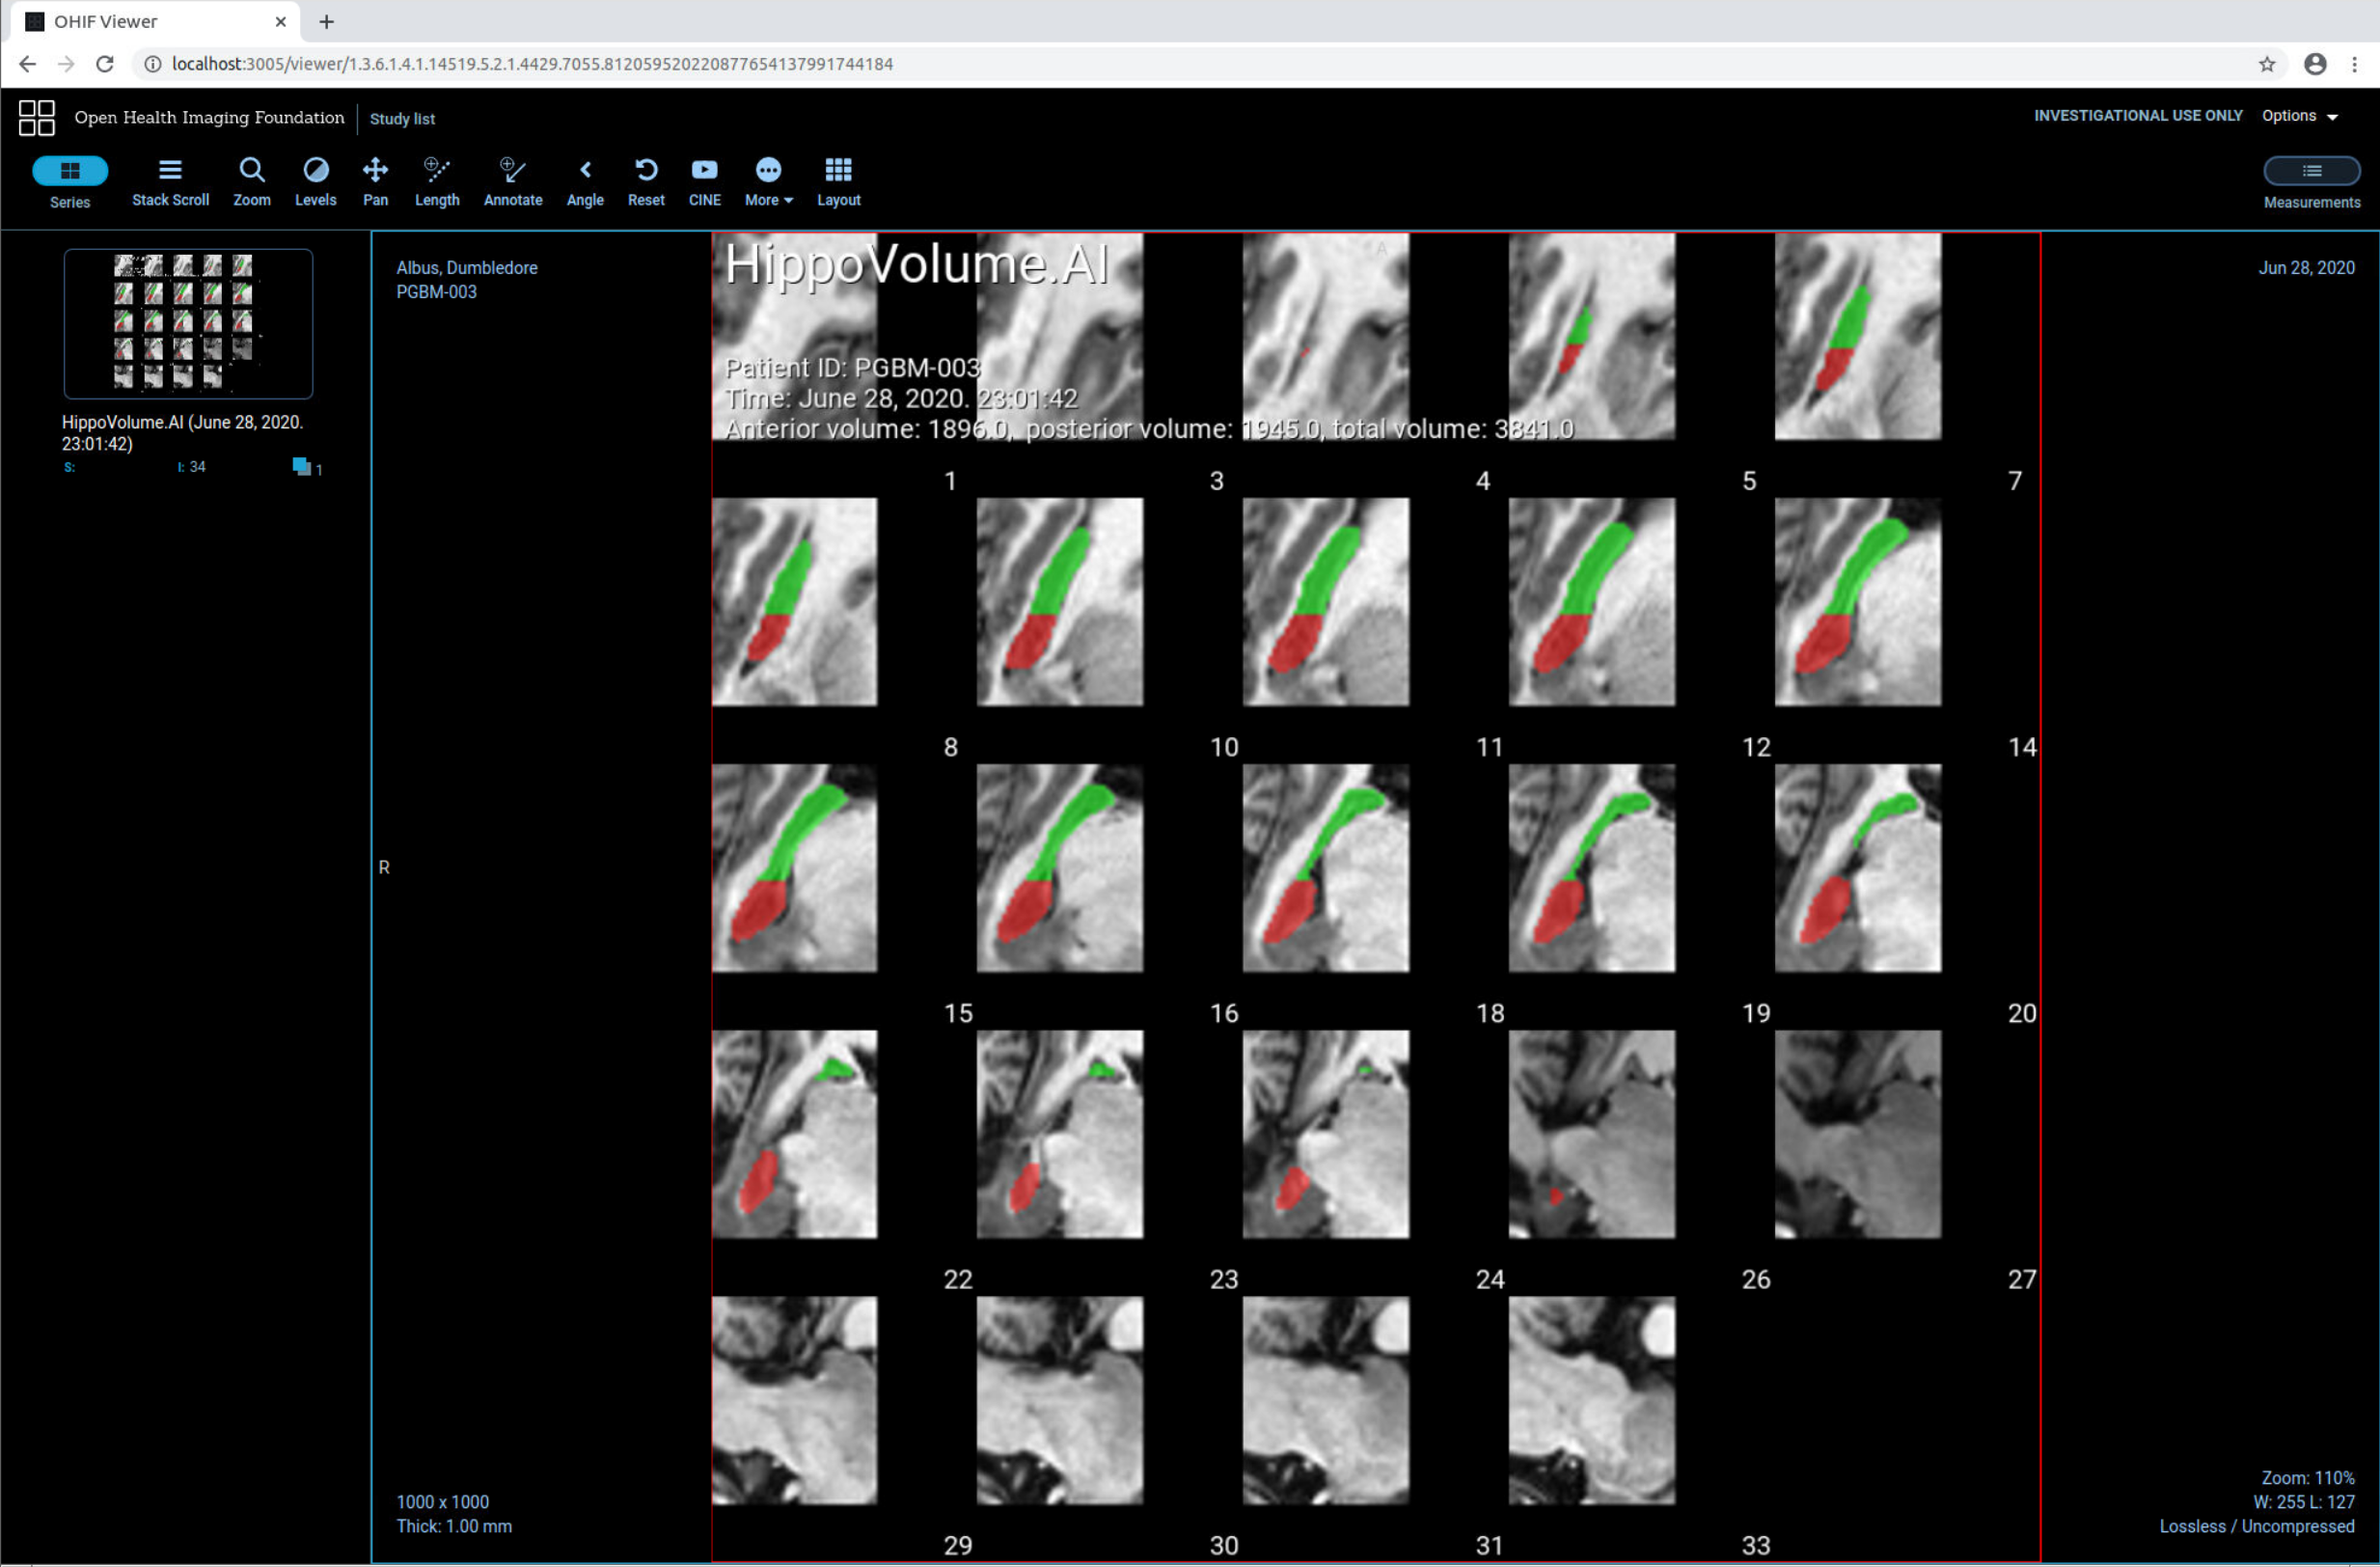 OHIF Viewer
localhost:3005/viewer/1.3.6.1.4.1.14519.5.2.1.4429.7055.812059520220877654137991744184
Open Health Imaging Foundation Study list
INVESTIGATIONAL USE ONLY Options
Series Stack Scroll Zoom Levels Pan Length Annotate Angle Reset CINE More Layout
Measurements
HippoVolume.AI (June 28, 2020.
23:01:42)
S: I: 34 1
Albus, Dumbledore
PGBM-003
Jun 28, 2020
A
HippoVolume.AI
Patient ID: PGBM-003
Time: June 28, 2020. 23:01:42
Anterior volume: 1896.0, posterior volume: 1945.0, total volume: 3841.0
1 3 4 5 7
8 10 11 12 14
R
15 16 18 19 20
22 23 24 26 27
29 30 31 33
1000 x 1000
Thick: 1.00 mm
Zoom: 110%
W: 255 L: 127
Lossless / Uncompressed